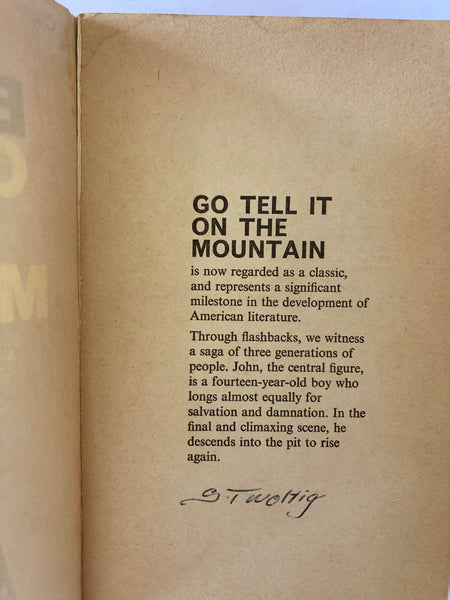 GO TELL IT
ON THE
MOUNTAIN
is now regarded as a classic,
and represents a significant
milestone in the development of
American literature.
Through flashbacks, we witness
a saga of three generations of
people. John, the central figure,
is a fourteen-year-old boy who
longs almost equally for
salvation and damnation. In the
final and climaxing scene, he
descends into the pit to rise
again.